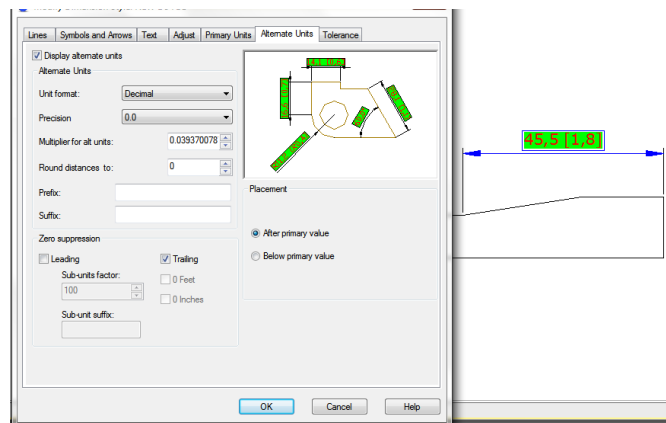 Lines Symbols and Arrows Text Adjust Primary Units Alternate Units Tolerance
Display alternate units
Alternate Units
Unit format: Decimal
Precision 0.0
Multiplier for alt units: 0.039370078
Round distances to: 0
Prefix:
Suffix:
Zero suppression
Leading
Trailing
Sub-units factor:
100
0 Feet
0 Inches
Sub-unit suffix:
Placement
After primary value
Below primary value
OK Cancel Help
45,5 [1,8]